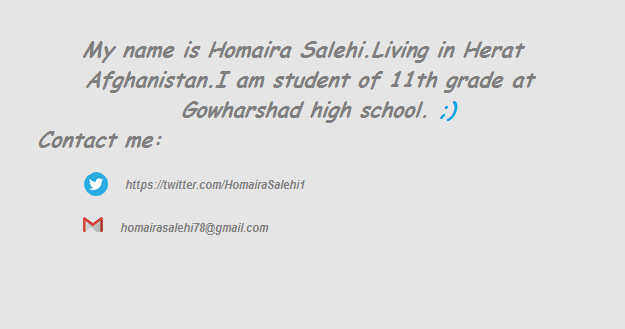 My name is Homaira Salehi.Living in Herat
Afghanistan.I am student of 11th grade at
Gowharshad high school. ;)
Contact me:
https://twitter.com/HomairaSalehi1
homairasalehi78@gmail.com